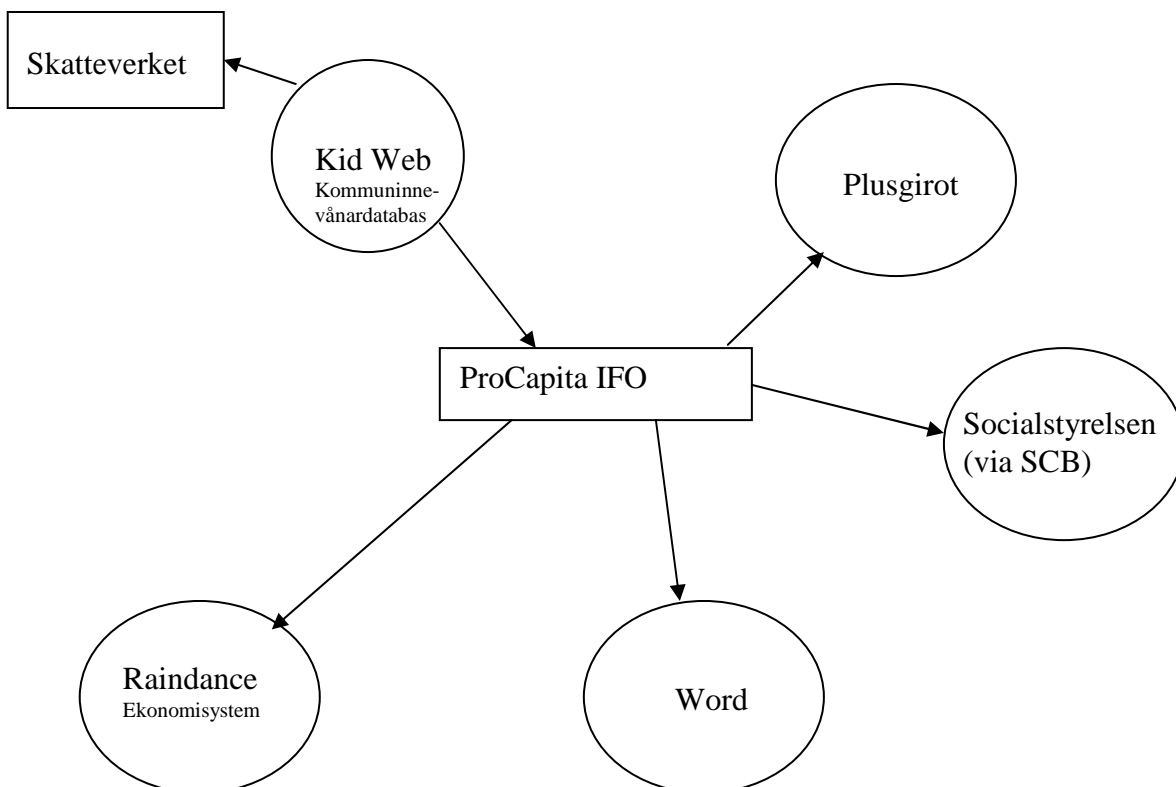 Skatteverket
Kid Web
Kommuninne-
vånardatabas
Plusgirot
ProCapita IFO
Socialstyrelsen
(via SCB)
Raindance
Ekonomisystem
Word